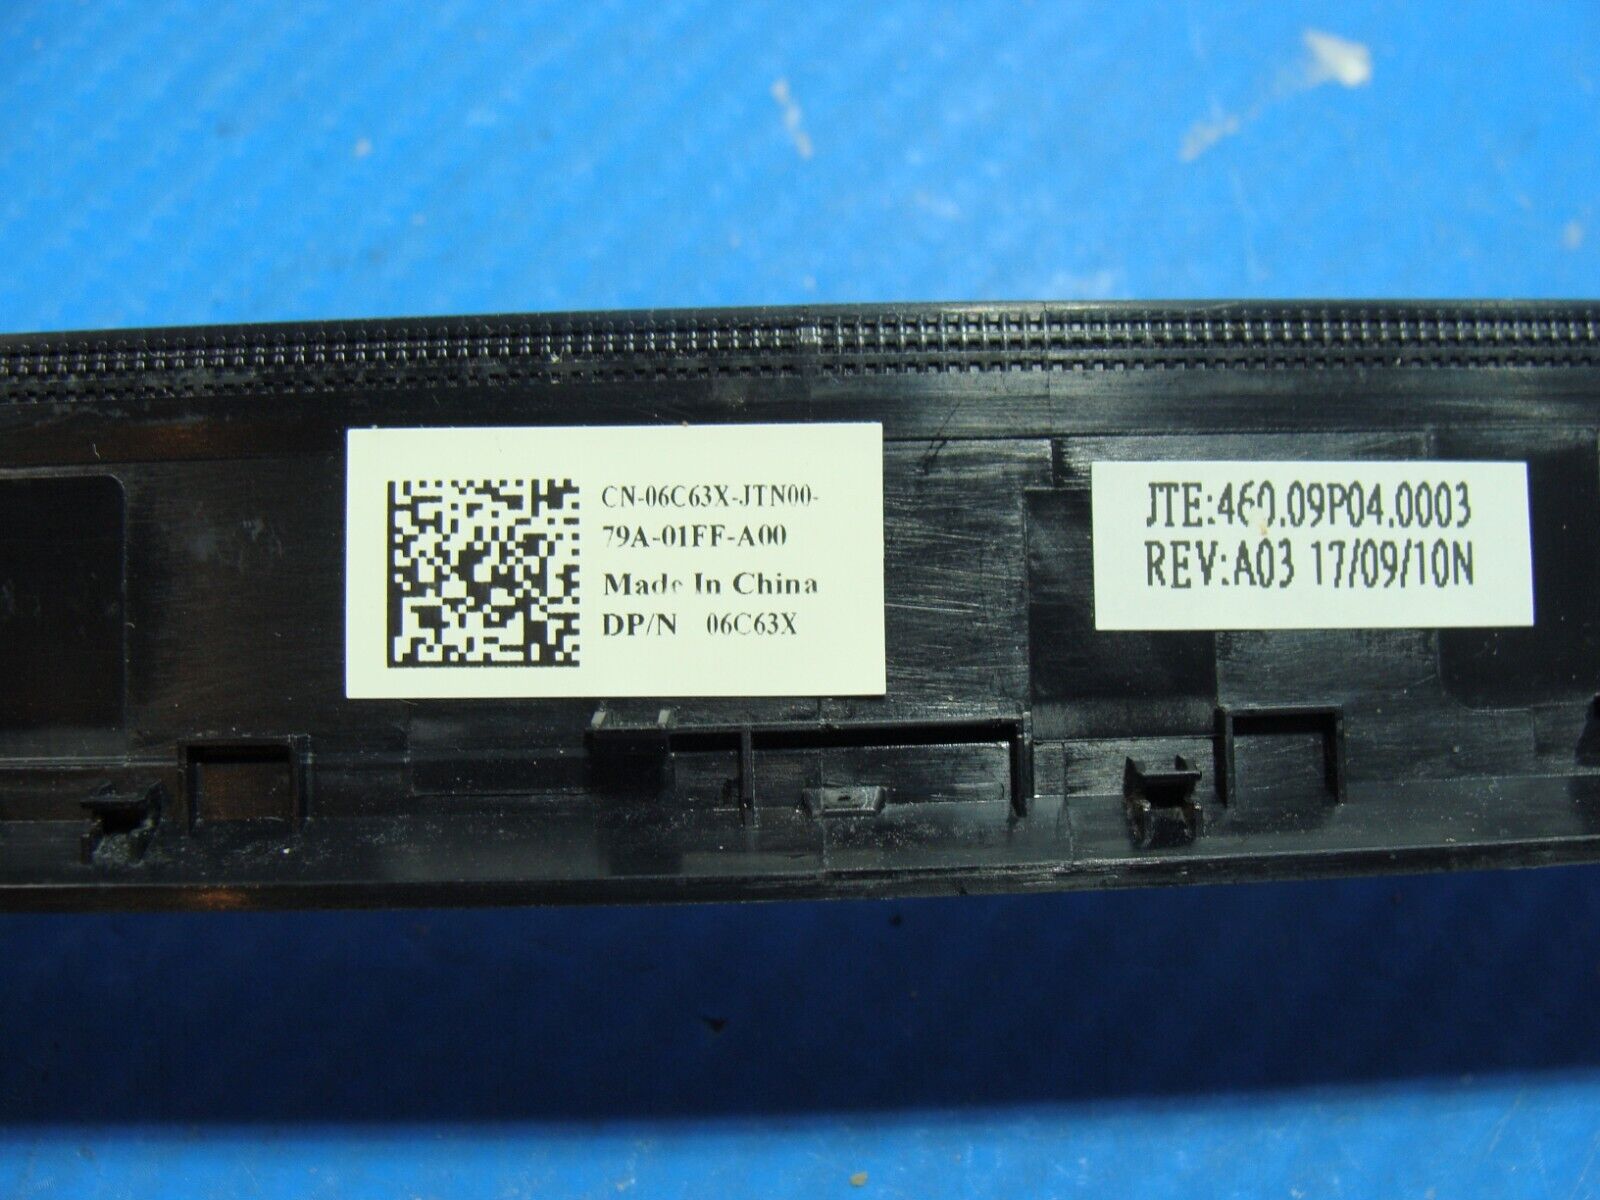 CN-06C63X-JTN00-
79A-01FF-A00
Made In China
DP/N 06C63X
JTE:460.09P04.0003
REV:A03 17/09/10N